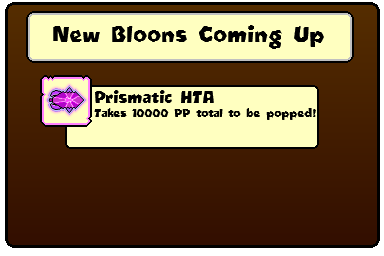 New Bloons Coming Up
Prismatic HTA
Takes 10000 PP total to be popped!